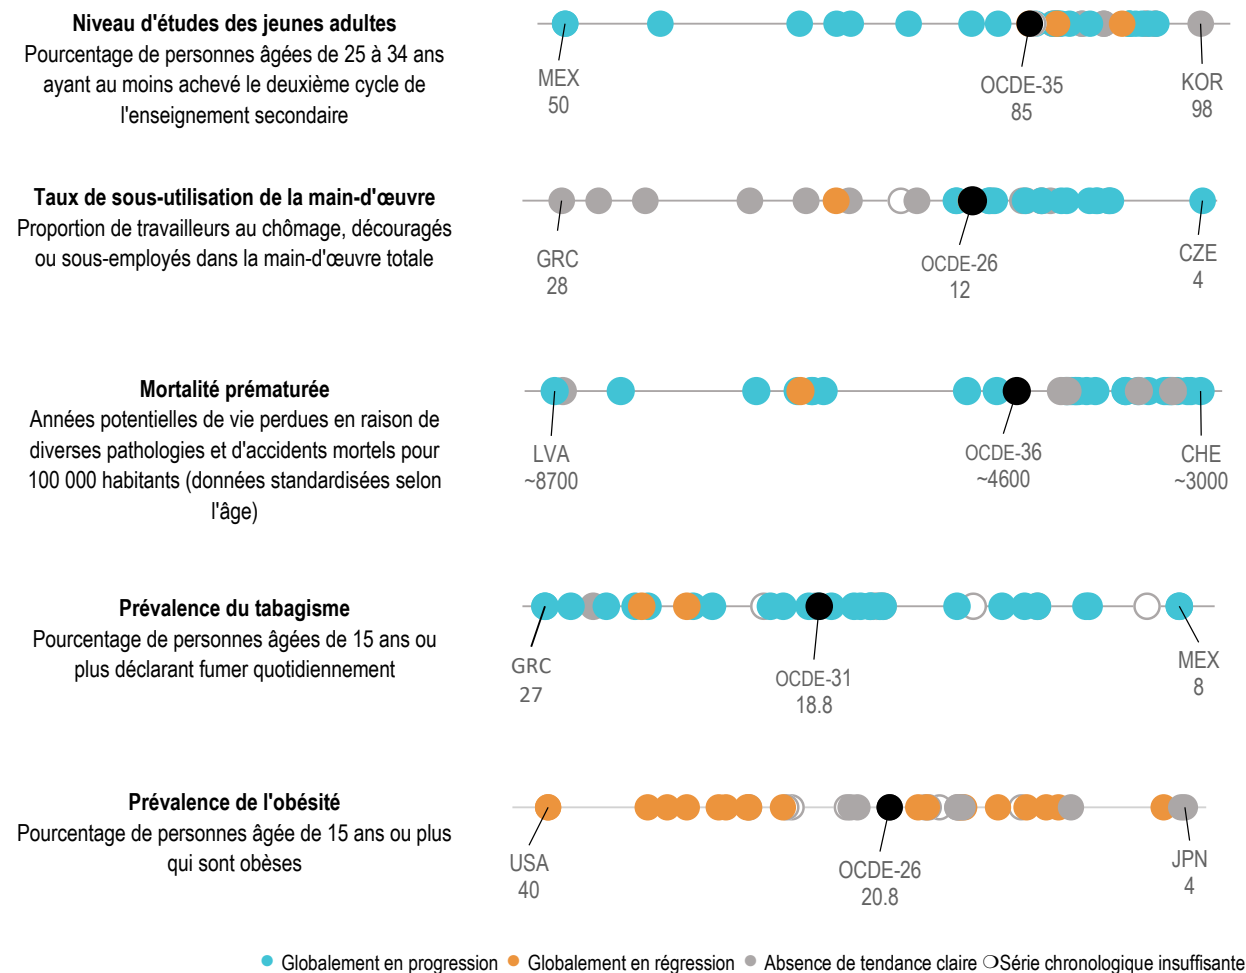 Niveau d'études des jeunes adultes
Pourcentage de personnes âgées de 25 à 34 ans
ayant au moins achevé le deuxième cycle de
l'enseignement secondaire
MEX
50
OCDE-35
85
KOR
98
Taux de sous-utilisation de la main-d'œuvre
Proportion de travailleurs au chômage, découragés
ou sous-employés dans la main-d'œuvre totale
GRC
28
OCDE-26
12
CZE
4
Mortalité prématurée
Années potentielles de vie perdues en raison de
diverses pathologies et d'accidents mortels pour
100 000 habitants (données standardisées selon
l'âge)
LVA
~8700
OCDE-36
~4600
CHE
~3000
Prévalence du tabagisme
Pourcentage de personnes âgées de 15 ans ou
plus déclarant fumer quotidiennement
GRC
27
OCDE-31
18.8
MEX
8
Prévalence de l'obésité
Pourcentage de personnes âgée de 15 ans ou plus
qui sont obèses
USA
40
OCDE-26
20.8
JPN
4
Globalement en progression
Globalement en régression
Absence de tendance claire
Série chronologique insuffisante